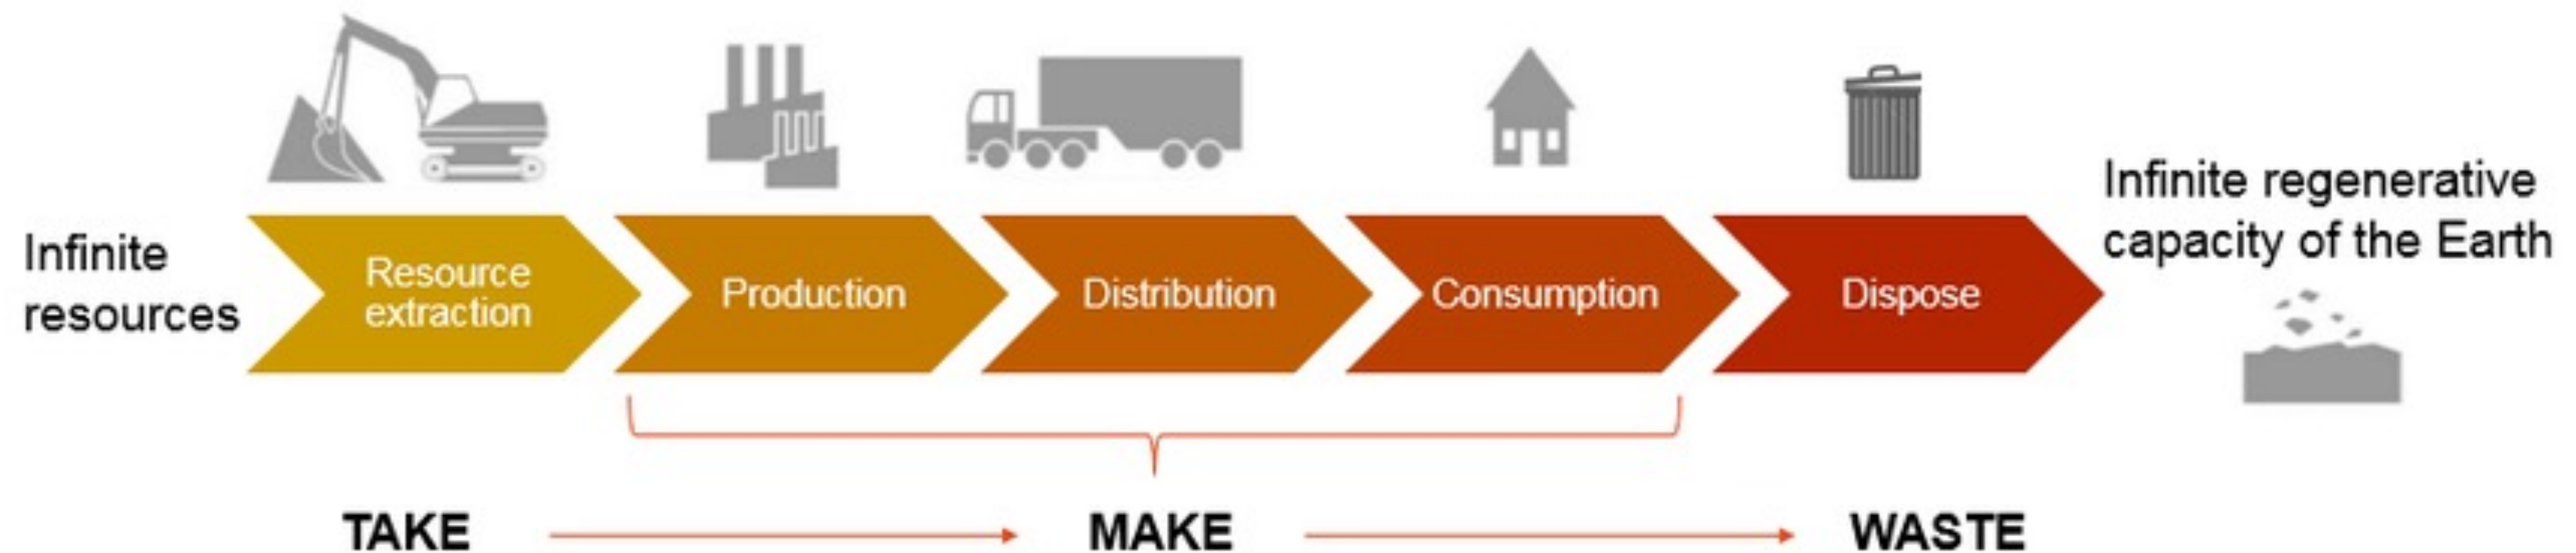 Infinite
resources
Resource
extraction
Production
Distribution
Consumption
Dispose
Infinite regenerative
capacity of the Earth
TAKE
MAKE
WASTE